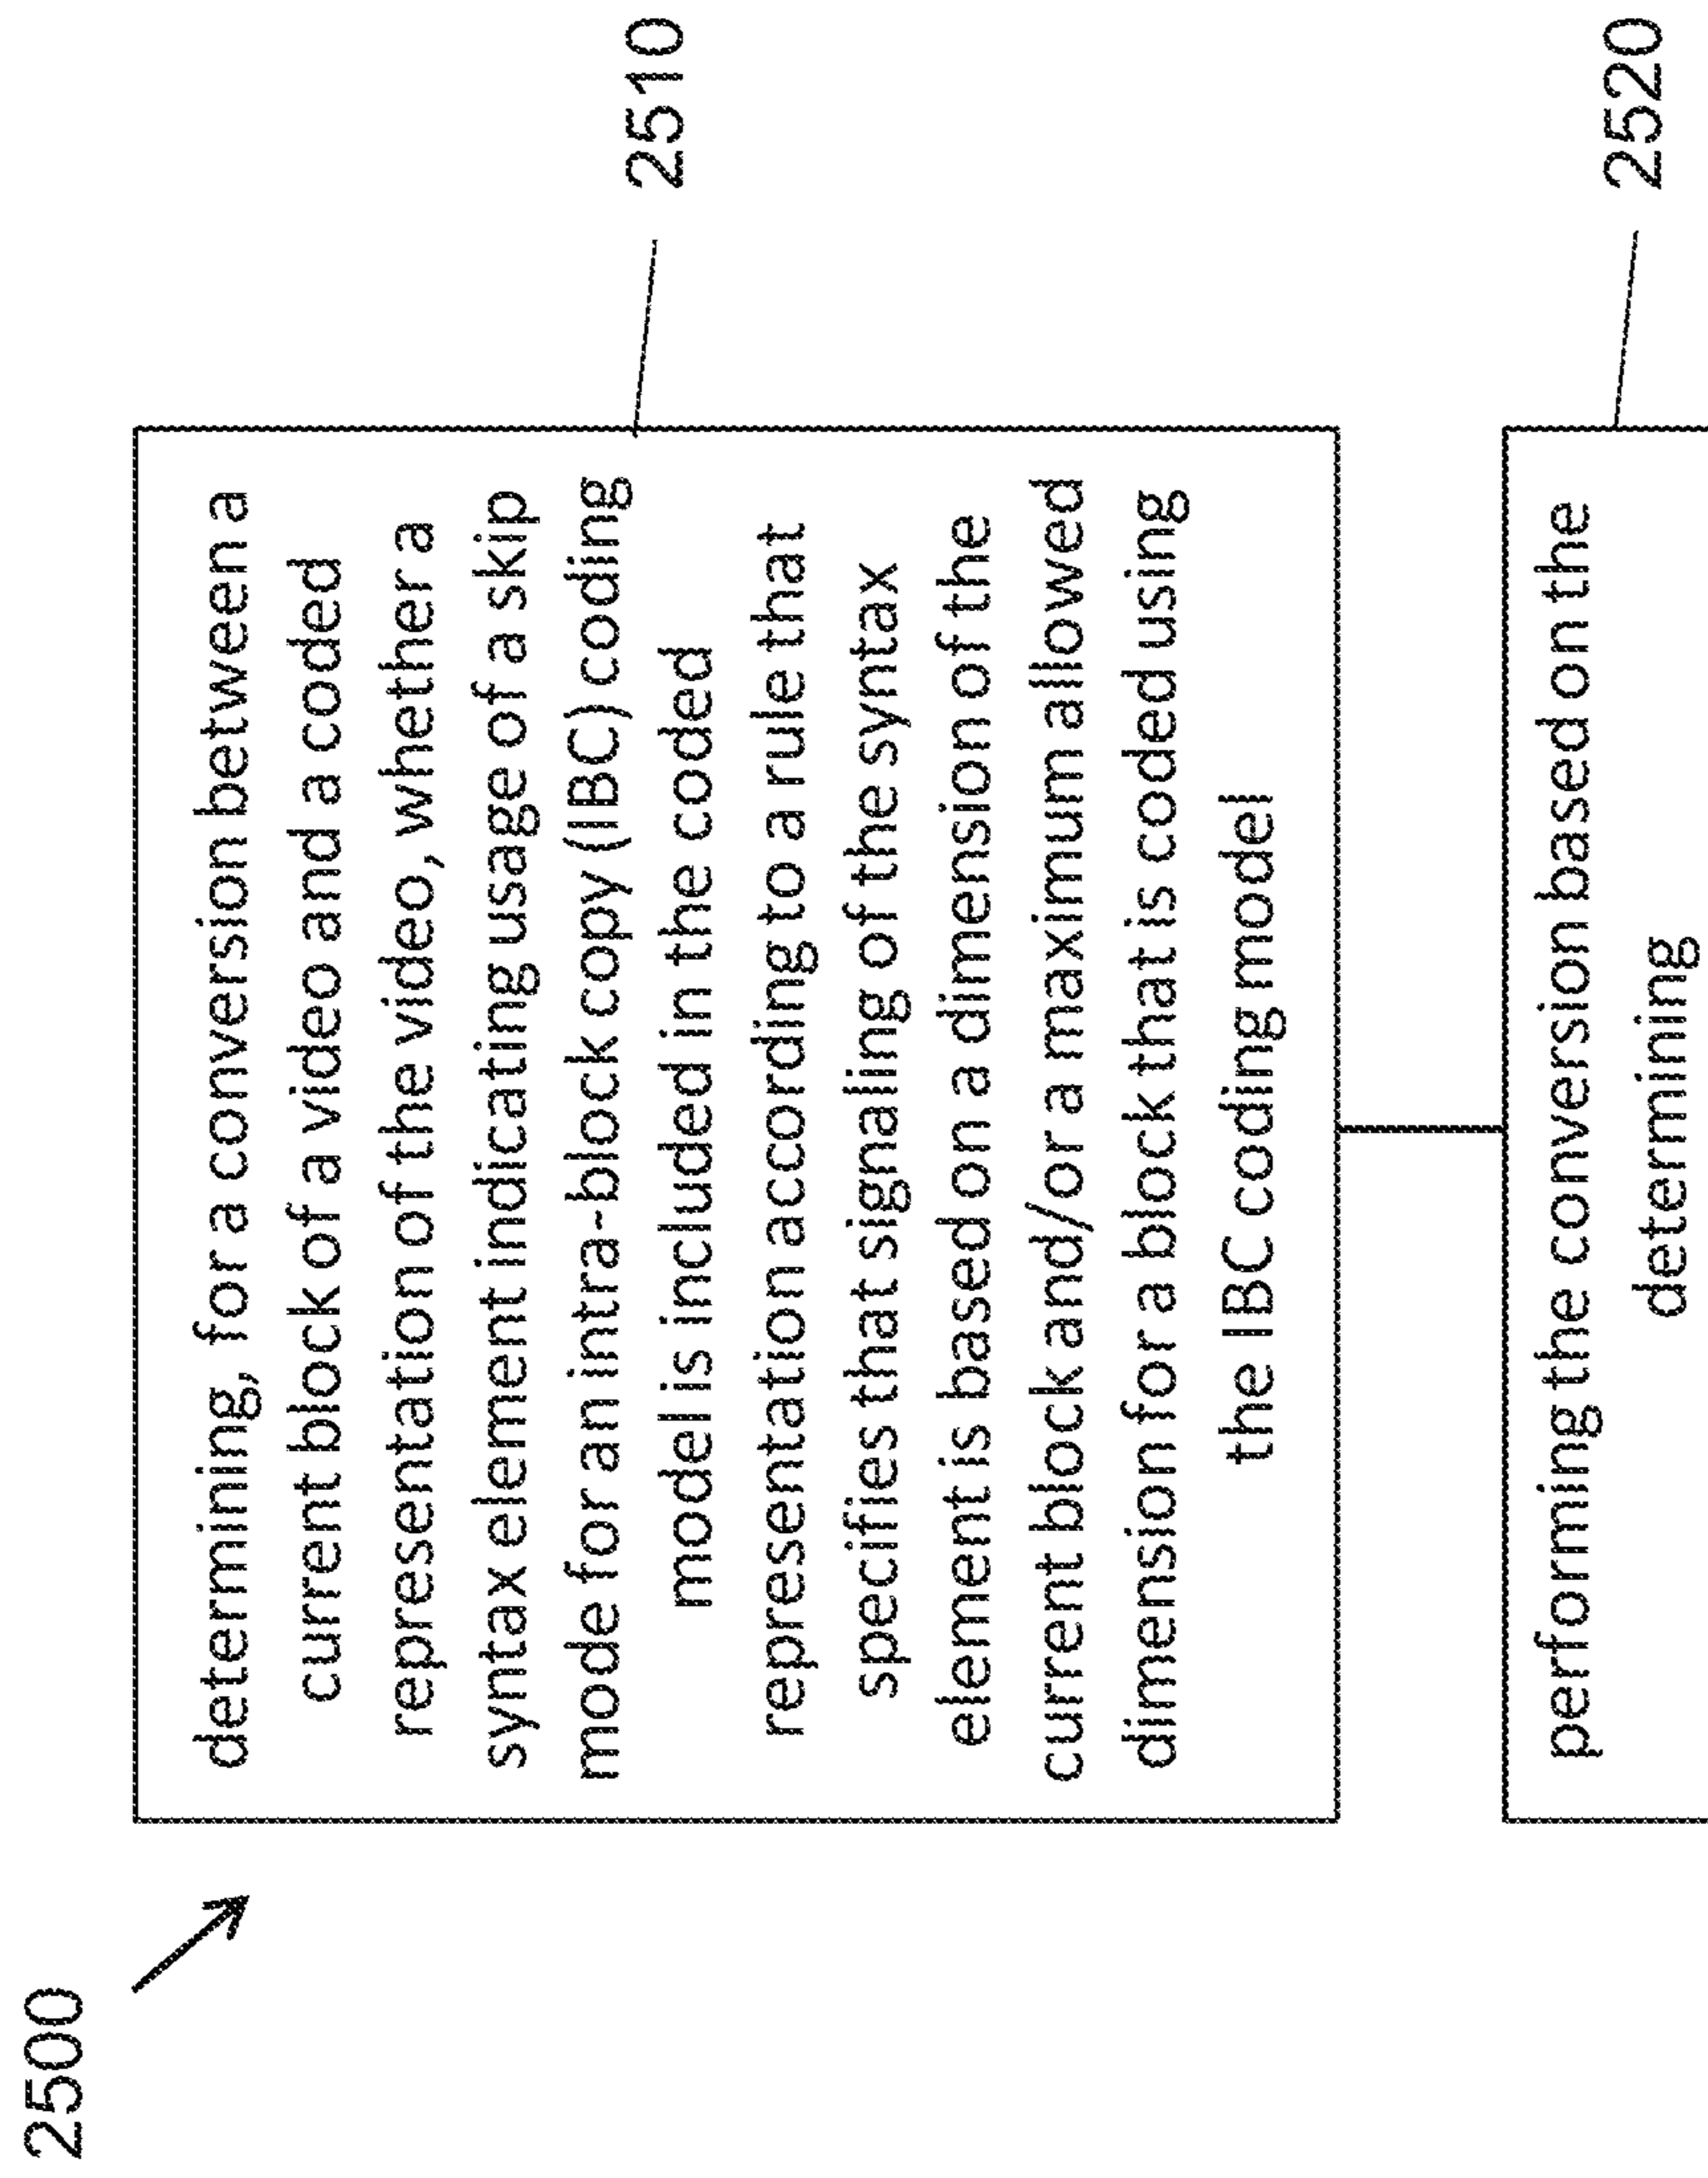 2500
determining, for a conversion between a
current block of a video and a coded
representation of the video, whether a
syntax element indicating usage of a skip
mode for an intra-block copy (IBC) coding
model is included in the coded
representation according to a rule that
specifies that signaling of the syntax
element is based on a dimension of the
current block and/or a maximum allowed
dimension for a block that is coded using
the IBC coding model
2510
performing the conversion based on the
determining
2520